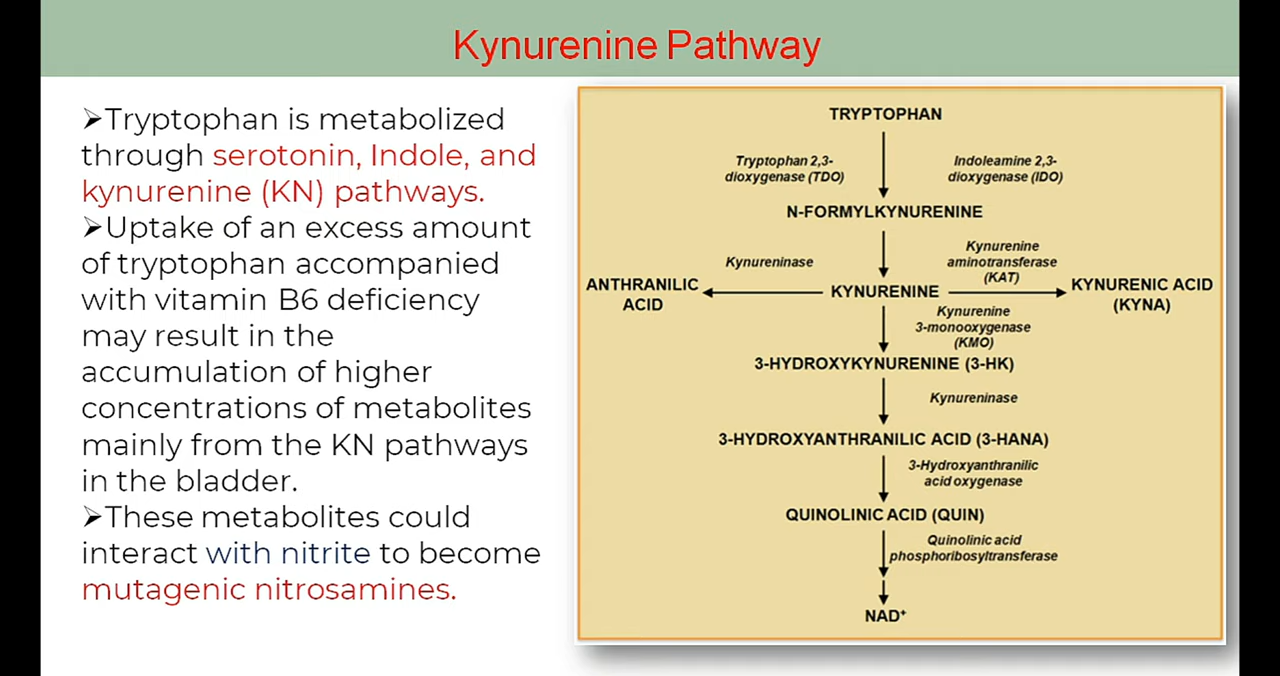 Kynurenine Pathway
➤Tryptophan is metabolized
through serotonin, Indole, and
kynurenine (KN) pathways.
➤Uptake of an excess amount
of tryptophan accompanied
with vitamin B6 deficiency
may result in the
accumulation of higher
concentrations of metabolites
mainly from the KN pathways
in the bladder.
➤These metabolites could
interact with nitrite to become
mutagenic nitrosamines.
TRYPTOPHAN
Tryptophan 2,3-
dioxygenase (TDO)
Indoleamine 2,3-
dioxygenase (IDO)
N-FORMYLKYNURENINE
Kynureninase
Kynurenine
aminotransferase
(KAT)
ANTHRANILIC
ACID
KYNURENINE
KYNURENIC ACID
(KYNA)
Kynurenine
3-monooxygenase
(KMO)
3-HYDROXYKYNURENINE (3-HK)
Kynureninase
3-HYDROXYANTHRANILIC ACID (3-HANA)
3-Hydroxyanthranilic
acid oxygenase
QUINOLINIC ACID (QUIN)
Quinolinic acid
phosphoribosyltransferase
NAD⁺